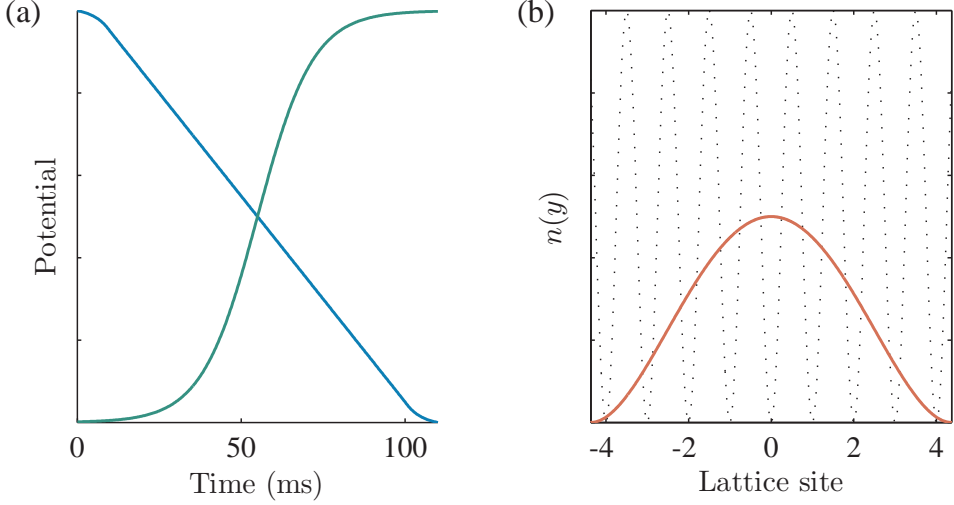 (a)
Potential
0 50 100
Time (ms)
(b)
n(y)
-4 -2 0 2 4
Lattice site